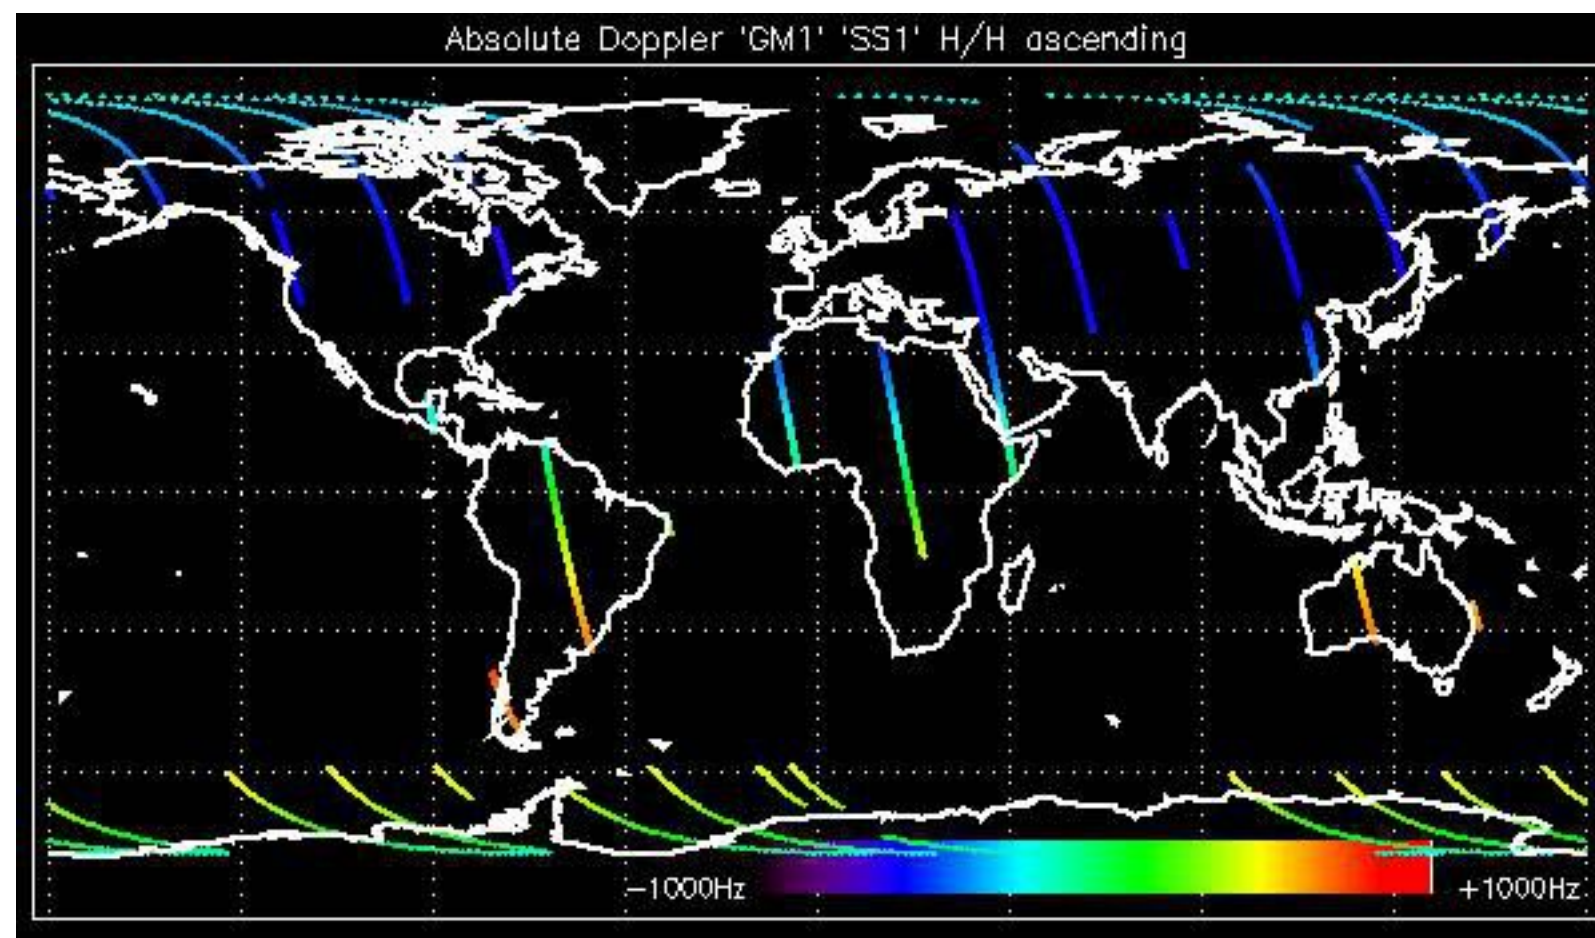 Absolute Doppler 'GM1' 'SS1' H/H ascending
−1000Hz
+1000Hz